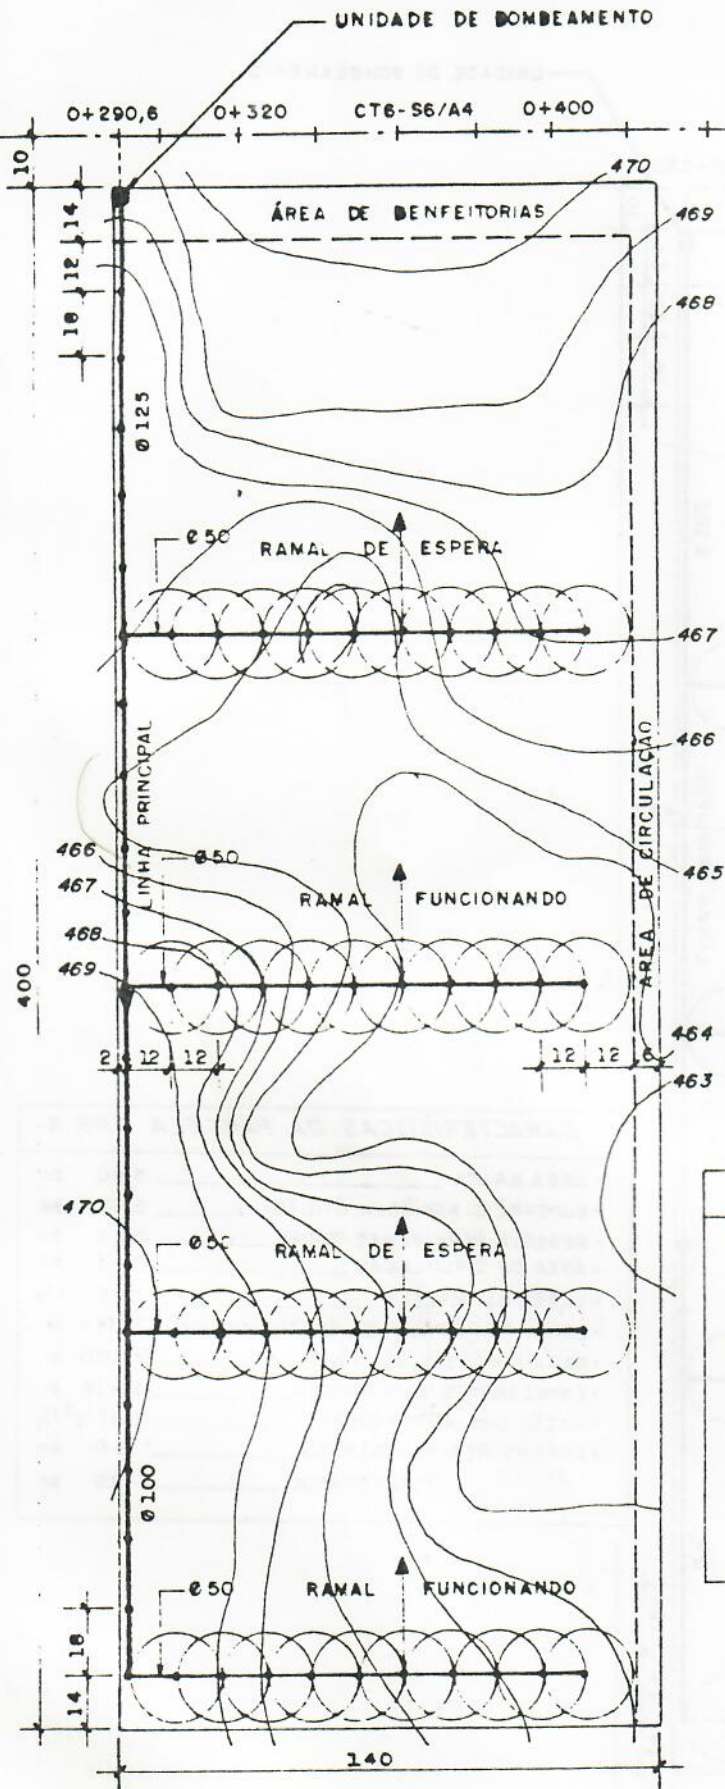 UNIDADE DE BOMBEAMENTO
0+290,6 0+320 CT6-S6/A4 0+400
10
470
14
ÁREA DE BENFEITORIAS
469
12
468
18
Ø125
Ø50
RAMAL DE ESPERA
467
466
LINHA PRINCIPAL
ÁREA DE CIRCULAÇÃO
466
Ø50
465
467
RAMAL FUNCIONANDO
468
469
400
464
2 12 12 12 12 6
463
470
Ø50
RAMAL DE ESPERA
Ø100
Ø50
RAMAL FUNCIONANDO
18
14
140